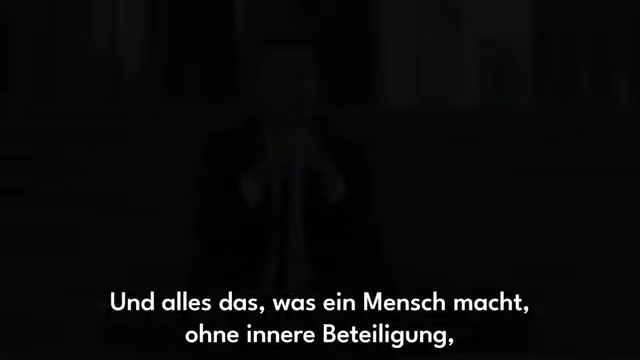 Und alles das, was ein Mensch macht,
ohne innere Beteiligung,